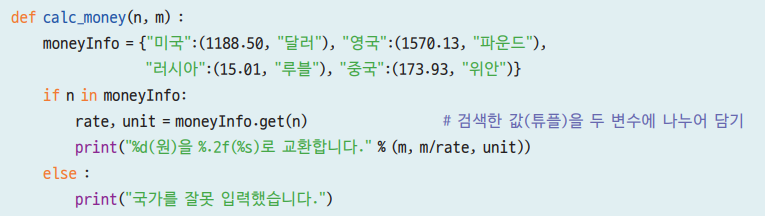 def calc_money(n, m) :
moneyInfo = {"미국":(1188.50, "달러"), "영국":(1570.13, "파운드"),
"러시아":(15.01, "루블"), "중국":(173.93, "위안")}
if n in moneyInfo:
rate, unit = moneyInfo.get(n) # 검색한 값(튜플)을 두 변수에 나누어 담기
print("%d(원)을 %.2f(%s)로 교환합니다." % (m, m/rate, unit))
else :
print("국가를 잘못 입력했습니다.")